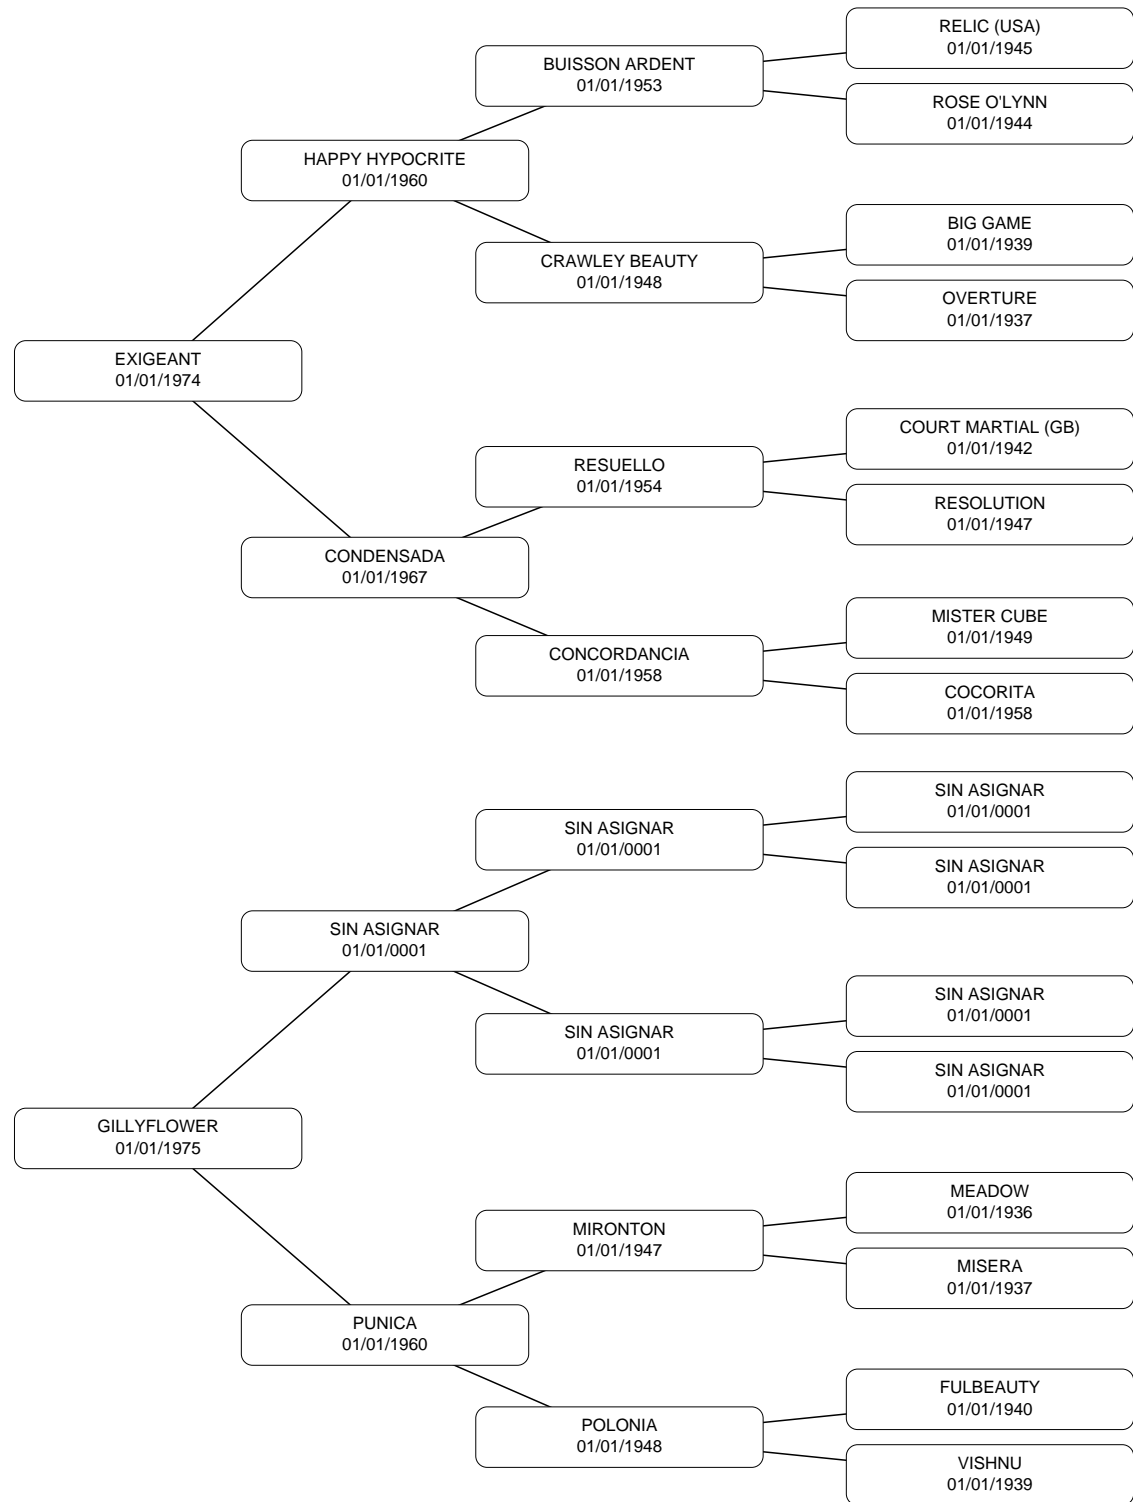 RELIC (USA)
01/01/1945
BUISSON ARDENT
01/01/1953
ROSE O'LYNN
01/01/1944
HAPPY HYPOCRITE
01/01/1960
BIG GAME
01/01/1939
CRAWLEY BEAUTY
01/01/1948
OVERTURE
01/01/1937
EXIGEANT
01/01/1974
COURT MARTIAL (GB)
01/01/1942
RESUELLO
01/01/1954
RESOLUTION
01/01/1947
CONDENSADA
01/01/1967
MISTER CUBE
01/01/1949
CONCORDANCIA
01/01/1958
COCORITA
01/01/1958
SIN ASIGNAR
01/01/0001
SIN ASIGNAR
01/01/0001
SIN ASIGNAR
01/01/0001
SIN ASIGNAR
01/01/0001
SIN ASIGNAR
01/01/0001
SIN ASIGNAR
01/01/0001
SIN ASIGNAR
01/01/0001
GILLYFLOWER
01/01/1975
MEADOW
01/01/1936
MIRONTON
01/01/1947
MISERA
01/01/1937
PUNICA
01/01/1960
FULBEAUTY
01/01/1940
POLONIA
01/01/1948
VISHNU
01/01/1939